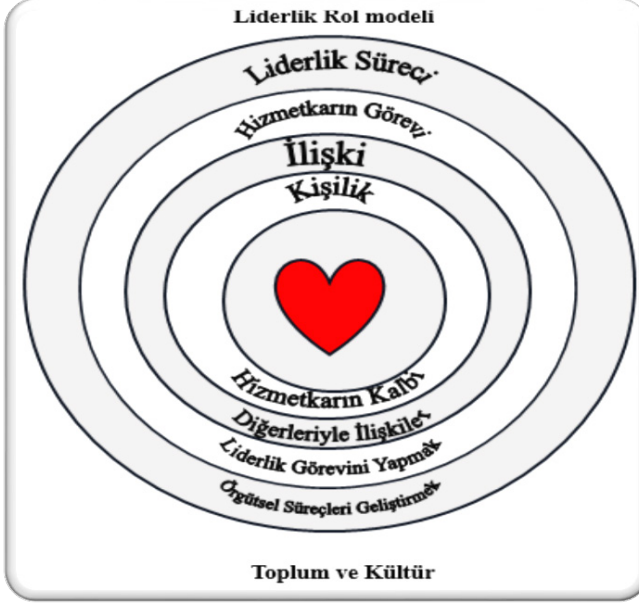 Liderlik Rol modeli
Liderlik Süreci
Hizmetkarın Görevi
İlişki
Kişilik
Hizmetkarın Kalbi
Diğerleriyle İlişkiler
Liderlik Görevini Yapmak
Örgütsel Süreçleri Geliştirmek
Toplum ve Kültür